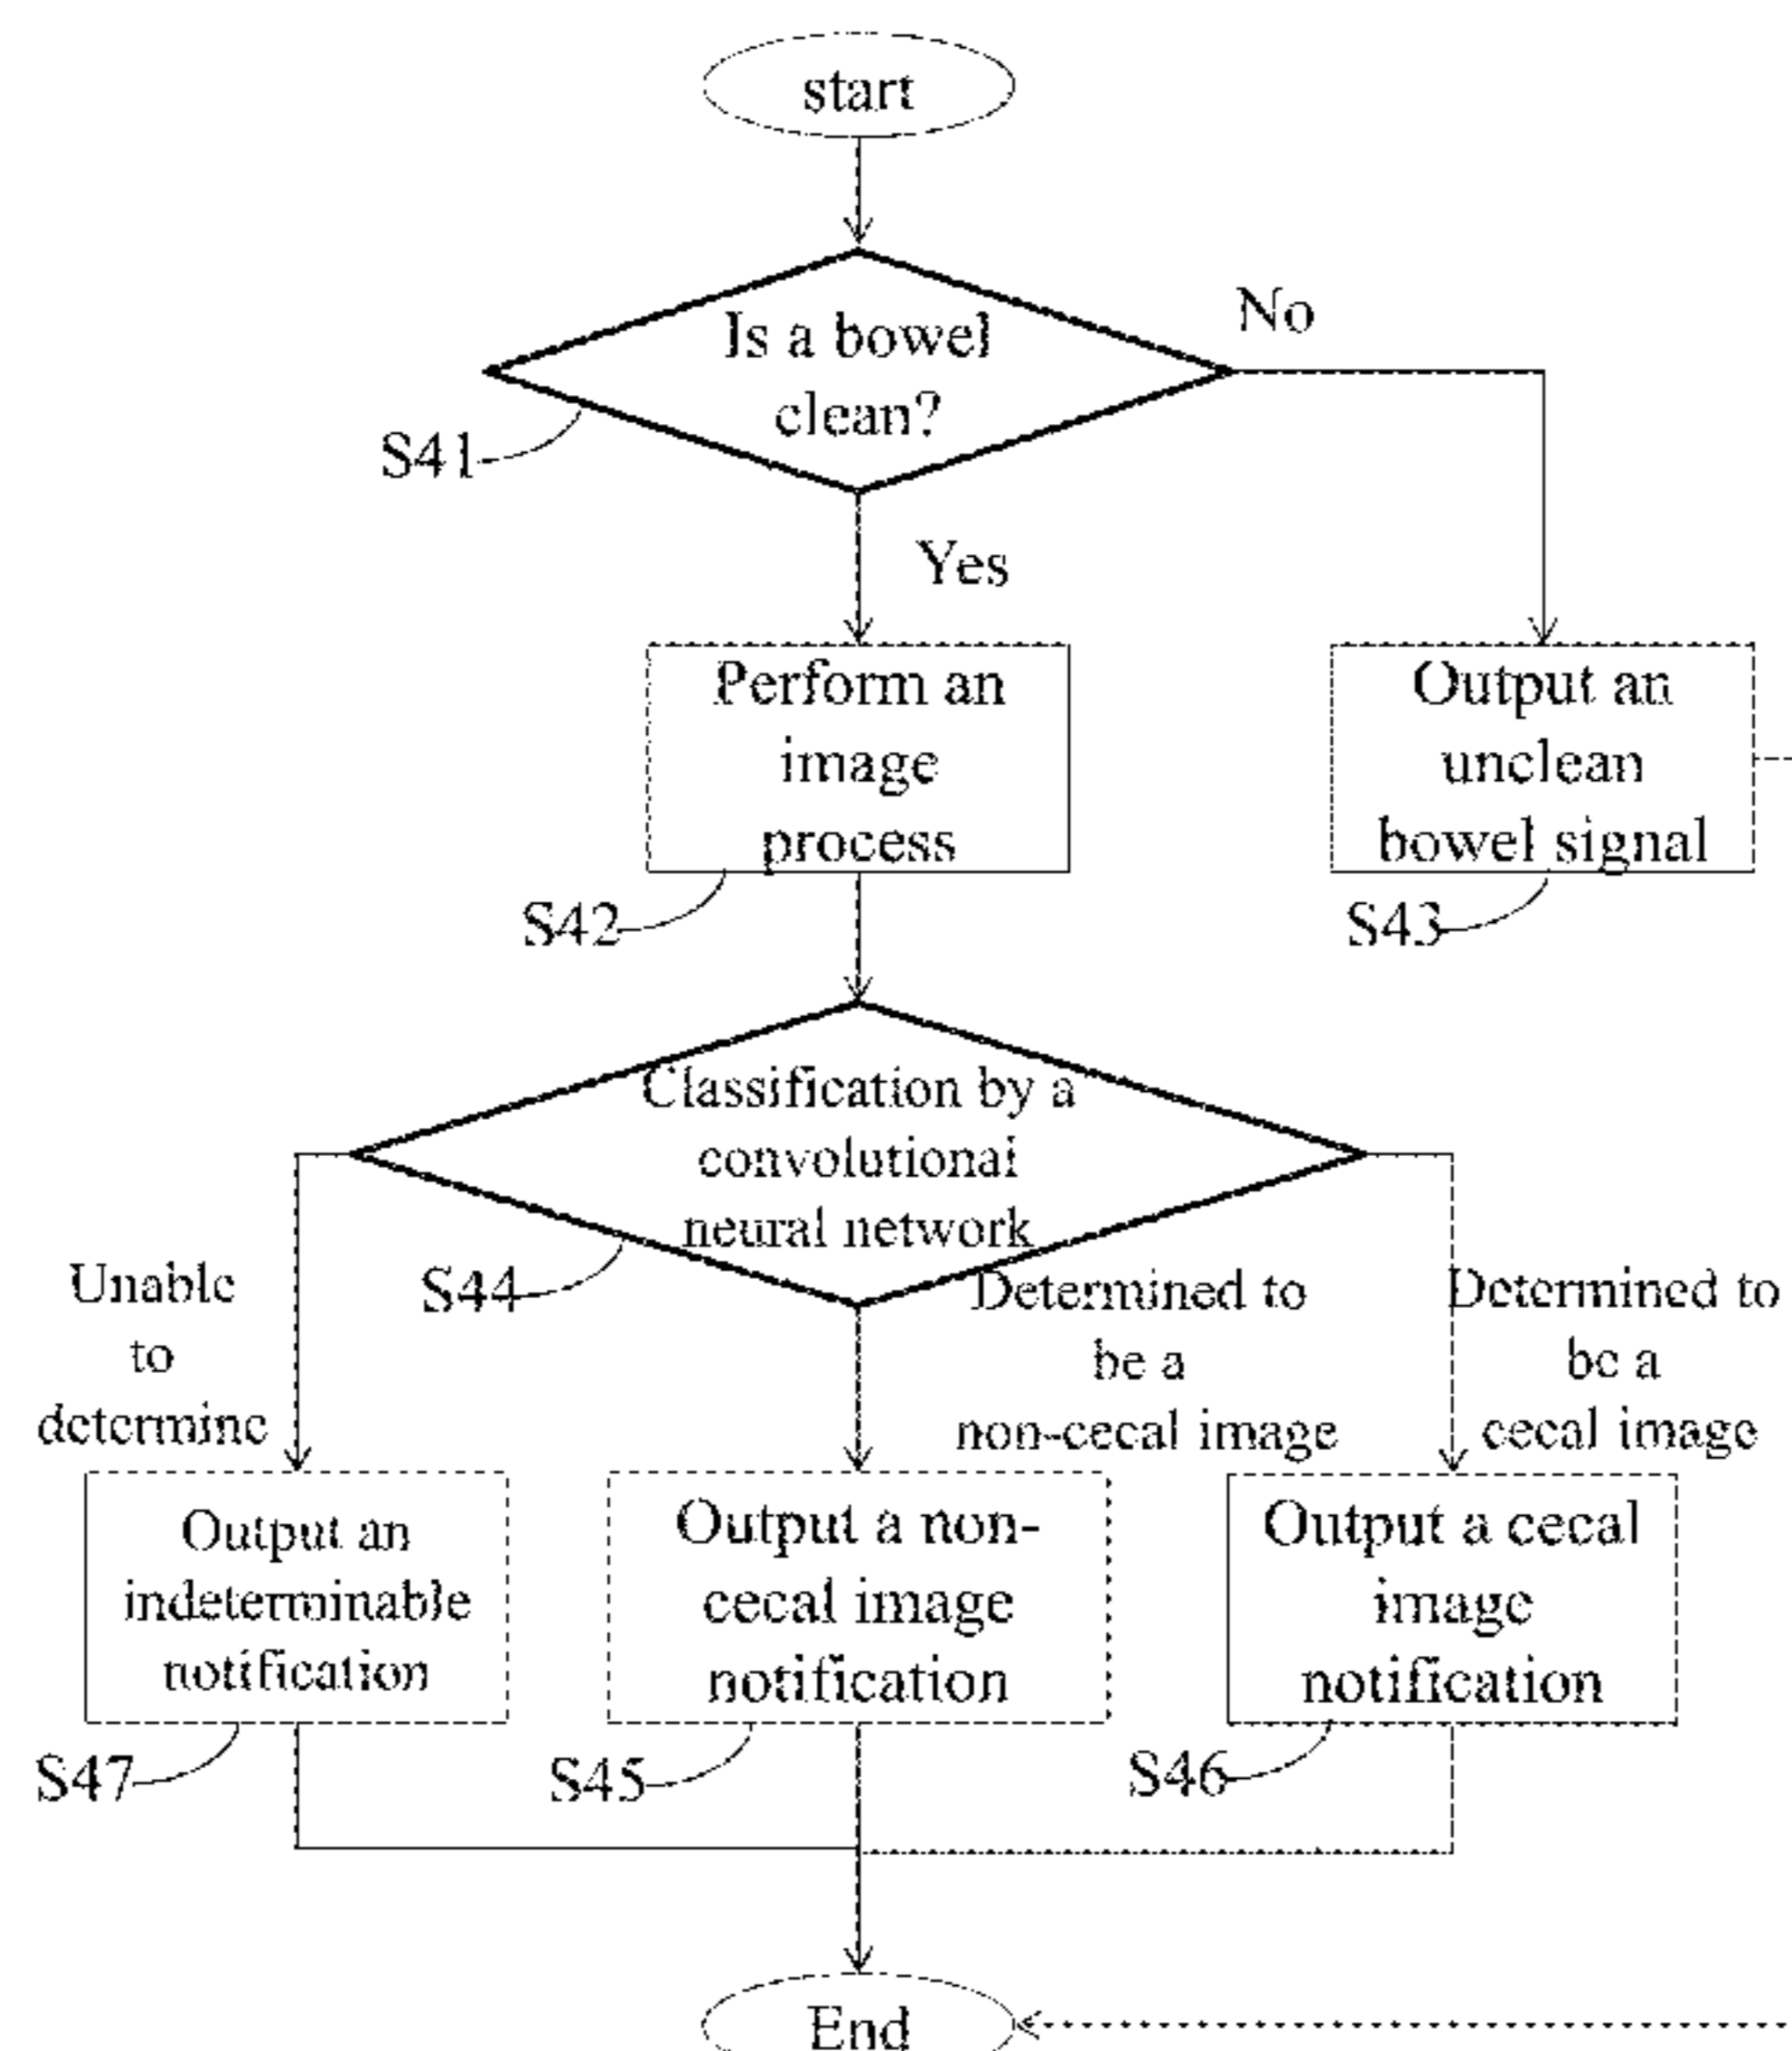 start
Is a bowel
clean?
No
S41
Yes
Perform an
image
process
S42
Output an
unclean
bowel signal
S43
Classification by a
convolutional
neural network
S44
Unable
to
determine
Determined to
be a
non-cecal image
Determined to
be a
cecal image
Output an
indeterminable
notification
S47
Output a non-
cecal image
notification
S45
Output a cecal
image
notification
S46
End